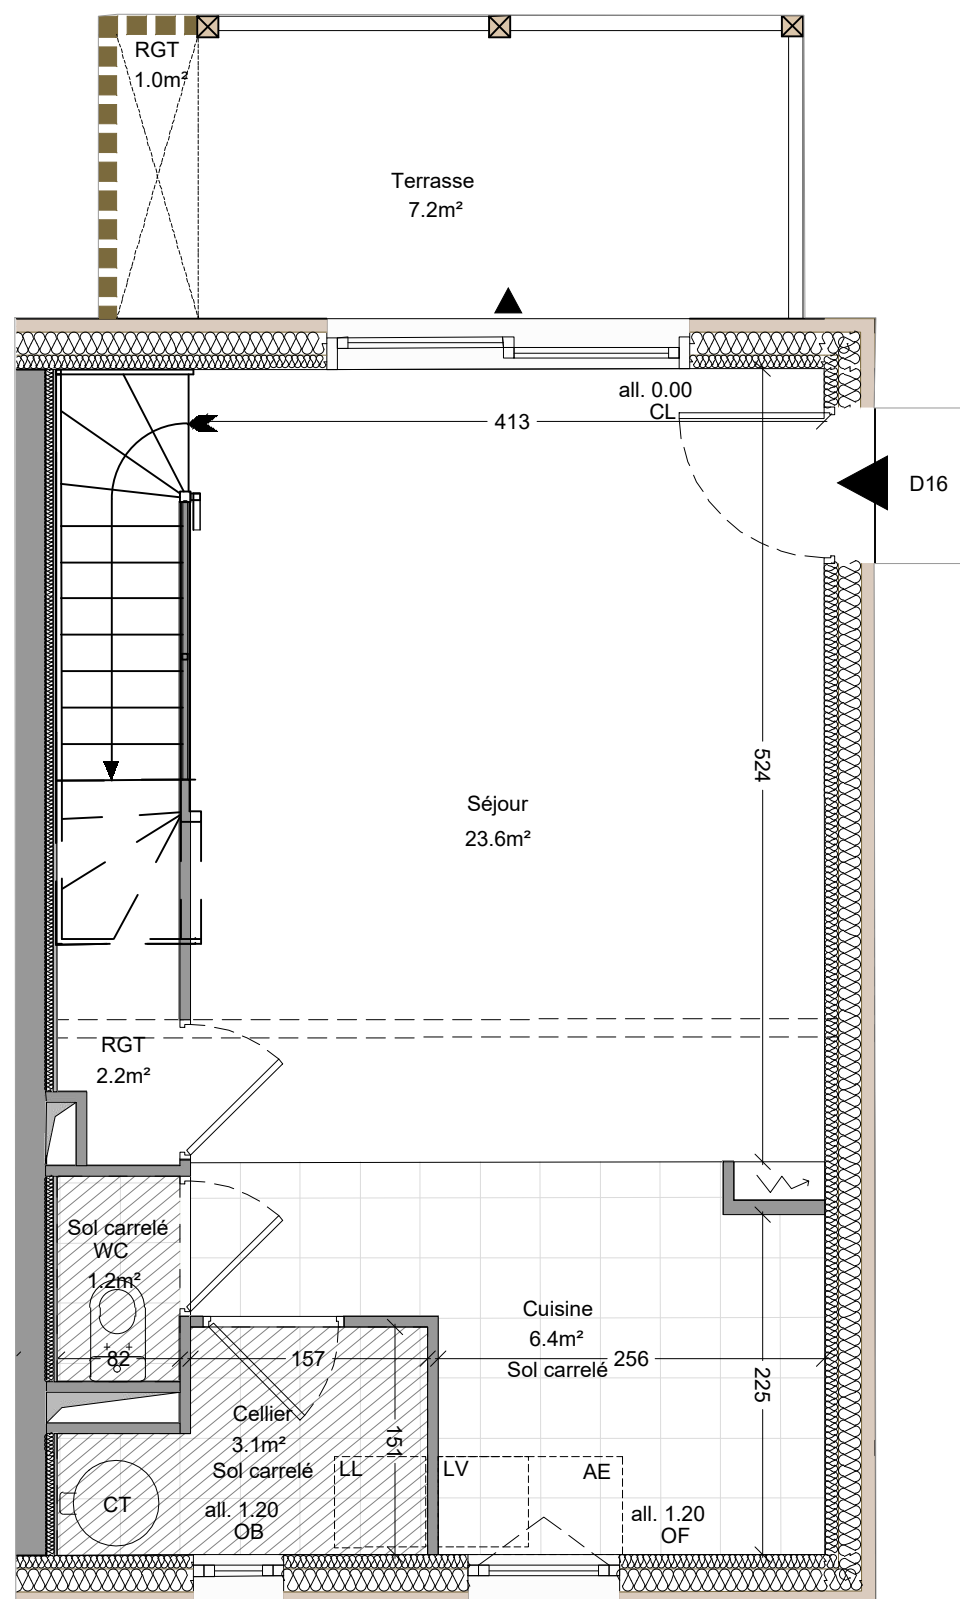 RGT
1.0m²
Terrasse
7.2m²
all. 0.00
CL
413
D16
524
Séjour
23.6m²
RGT
2.2m²
Sol carrelé
WC
1.2m²
82
157
Cuisine
6.4m²
Sol carrelé
256
225
Cellier
3.1m²
Sol carrelé
151
LL
LV
AE
CT
all. 1.20
OB
all. 1.20
OF